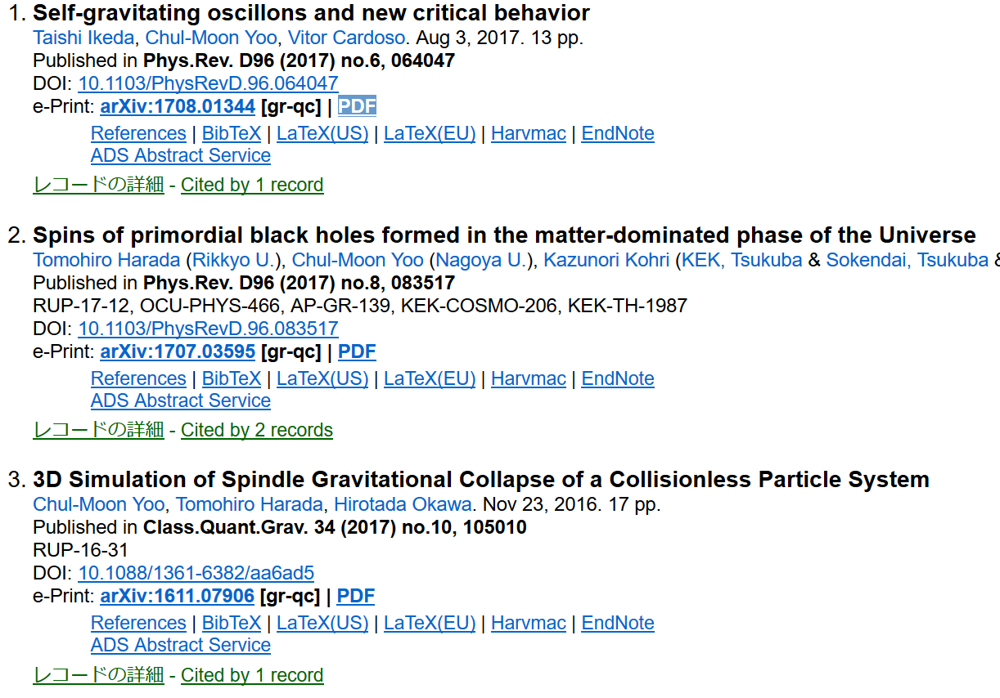 1. Self-gravitating oscillons and new critical behavior
Taishi Ikeda, Chul-Moon Yoo, Vitor Cardoso. Aug 3, 2017. 13 pp.
Published in Phys.Rev. D96 (2017) no.6, 064047
DOI: 10.1103/PhysRevD.96.064047
e-Print: arXiv:1708.01344 [gr-qc] | PDF
References | BibTeX | LaTeX(US) | LaTeX(EU) | Harvmac | EndNote
ADS Abstract Service
レコードの詳細 - Cited by 1 record
2. Spins of primordial black holes formed in the matter-dominated phase of the Universe
Tomohiro Harada (Rikkyo U.), Chul-Moon Yoo (Nagoya U.), Kazunori Kohri (KEK, Tsukuba & Sokendai, Tsukuba &
Published in Phys.Rev. D96 (2017) no.8, 083517
RUP-17-12, OCU-PHYS-466, AP-GR-139, KEK-COSMO-206, KEK-TH-1987
DOI: 10.1103/PhysRevD.96.083517
e-Print: arXiv:1707.03595 [gr-qc] | PDF
References | BibTeX | LaTeX(US) | LaTeX(EU) | Harvmac | EndNote
ADS Abstract Service
レコードの詳細 - Cited by 2 records
3. 3D Simulation of Spindle Gravitational Collapse of a Collisionless Particle System
Chul-Moon Yoo, Tomohiro Harada, Hirotada Okawa. Nov 23, 2016. 17 pp.
Published in Class.Quant.Grav. 34 (2017) no.10, 105010
RUP-16-31
DOI: 10.1088/1361-6382/aa6ad5
e-Print: arXiv:1611.07906 [gr-qc] | PDF
References | BibTeX | LaTeX(US) | LaTeX(EU) | Harvmac | EndNote
ADS Abstract Service
レコードの詳細 - Cited by 1 record